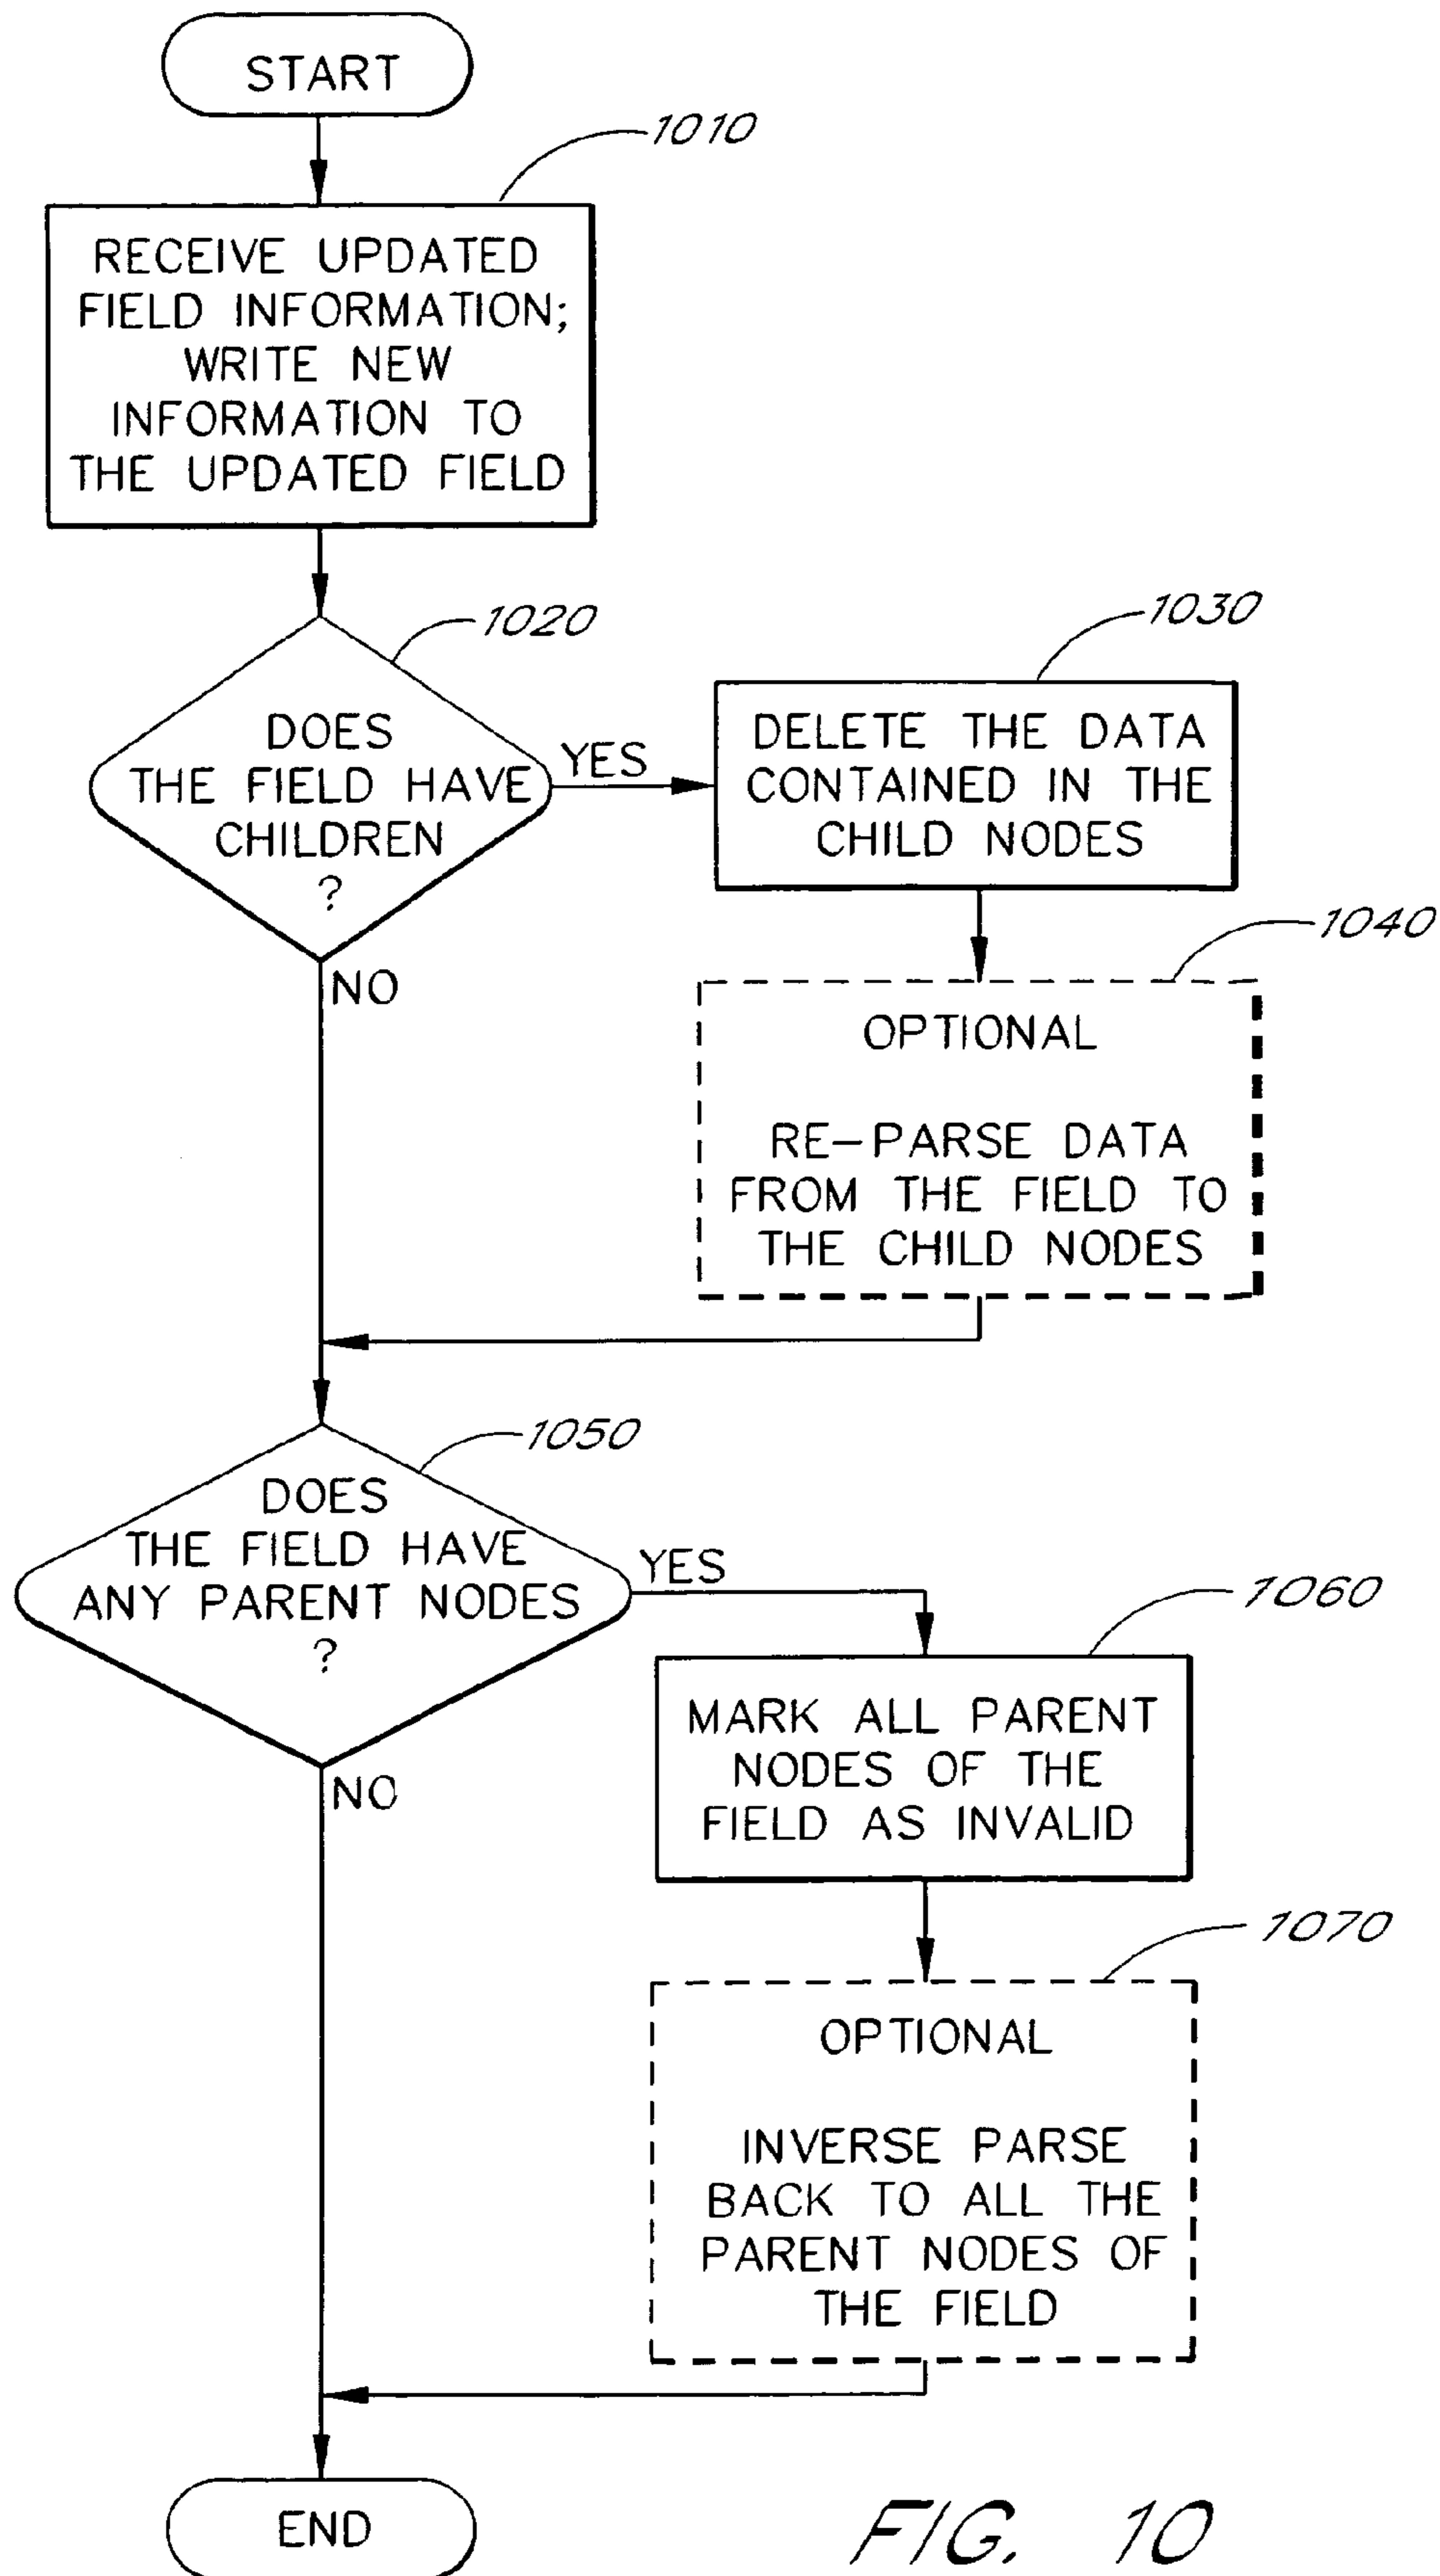 START
1010
RECEIVE UPDATED
FIELD INFORMATION;
WRITE NEW
INFORMATION TO
THE UPDATED FIELD
1020
DOES
THE FIELD HAVE
CHILDREN
?
YES
NO
1030
DELETE THE DATA
CONTAINED IN THE
CHILD NODES
1040
OPTIONAL
RE-PARSE DATA
FROM THE FIELD TO
THE CHILD NODES
1050
DOES
THE FIELD HAVE
ANY PARENT NODES
?
YES
NO
1060
MARK ALL PARENT
NODES OF THE
FIELD AS INVALID
1070
OPTIONAL
INVERSE PARSE
BACK TO ALL THE
PARENT NODES OF
THE FIELD
END
FIG. 10